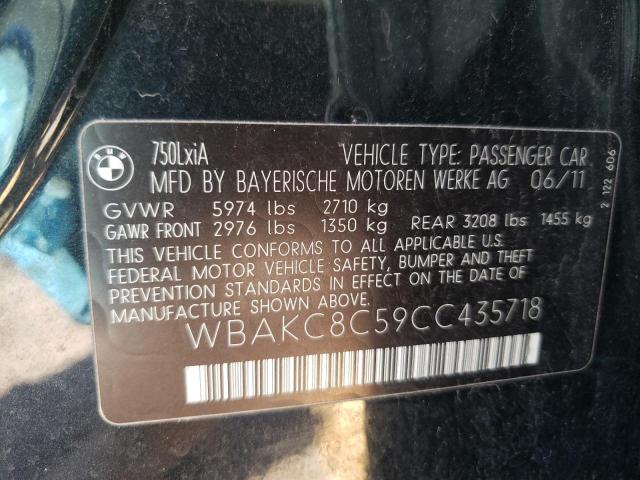 BMW
750LxiA VEHICLE TYPE: PASSENGER CAR
MFD BY BAYERISCHE MOTOREN WERKE AG 06/11
GVWR 5974 lbs 2710 kg
GAWR FRONT 2976 lbs 1350 kg REAR 3208 lbs 1455 kg
THIS VEHICLE CONFORMS TO ALL APPLICABLE U.S.
FEDERAL MOTOR VEHICLE SAFETY, BUMPER AND THEFT
PREVENTION STANDARDS IN EFFECT ON THE DATE OF
MANUFACTURE SHOWN ABOVE.
WBAKC8C59CC435718
2 122 606